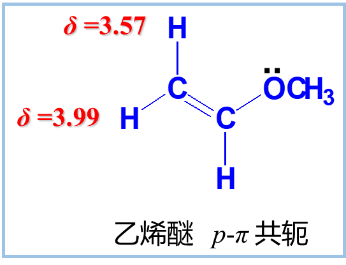 δ =3.57 H
C ÖCH3
δ =3.99 H C
H
乙烯醚 p-π 共轭